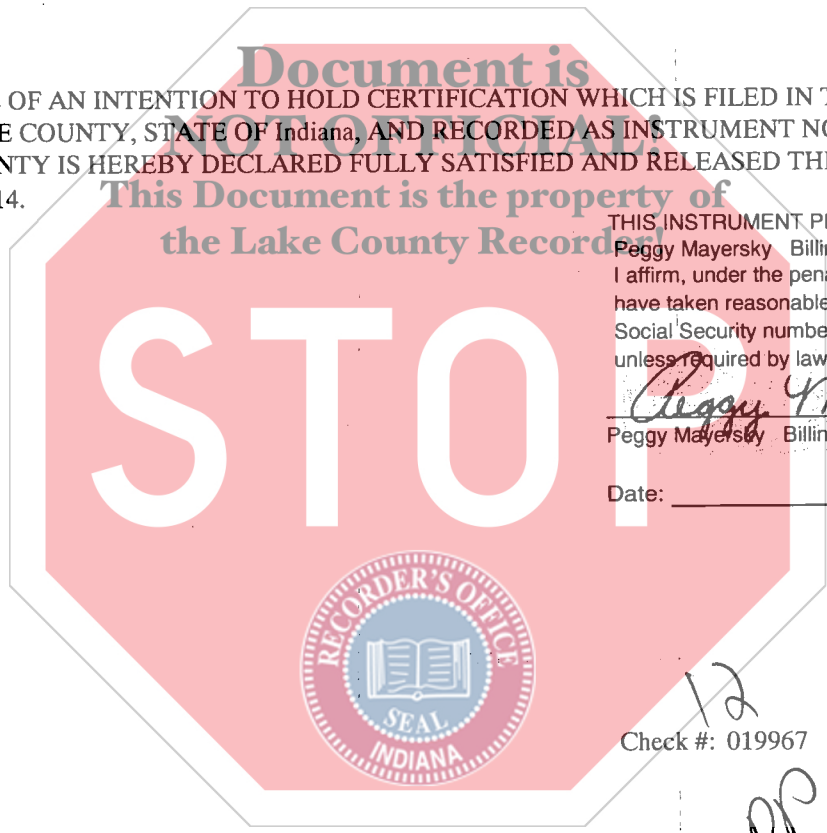 Document is
OF AN INTENTION TO HOLD CERTIFICATION WHICH IS FILED IN
NOT OFFICIAL!
E COUNTY, STATE OF Indiana, AND RECORDED AS INSTRUMENT NO
NTY IS HEREBY DECLARED FULLY SATISFIED AND RELEASED THI
This Document is the property of
14.
the Lake County Recorder!
THIS INSTRUMENT P
Peggy Mayersky Billin
I affirm, under the pena
have taken reasonable
Social Security numbe
unless required by law
Peggy
Peggy Mayersky Billin
Date:
STOP
RECORDER'S OFFICE
SEAL
INDIANA
12
Check #: 019967